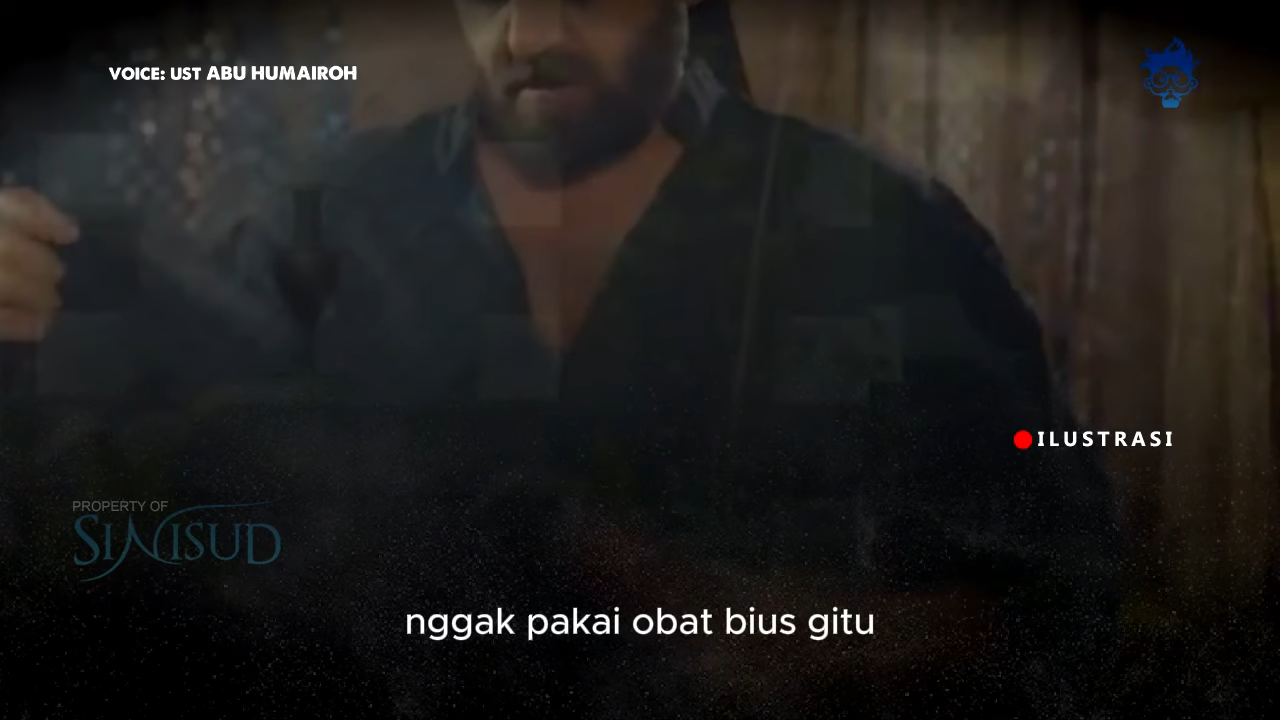 VOICE: UST ABU HUMAIROH
ILUSTRASI
PROPERTY OF
SINISUD
nggak pakai obat bius gitu